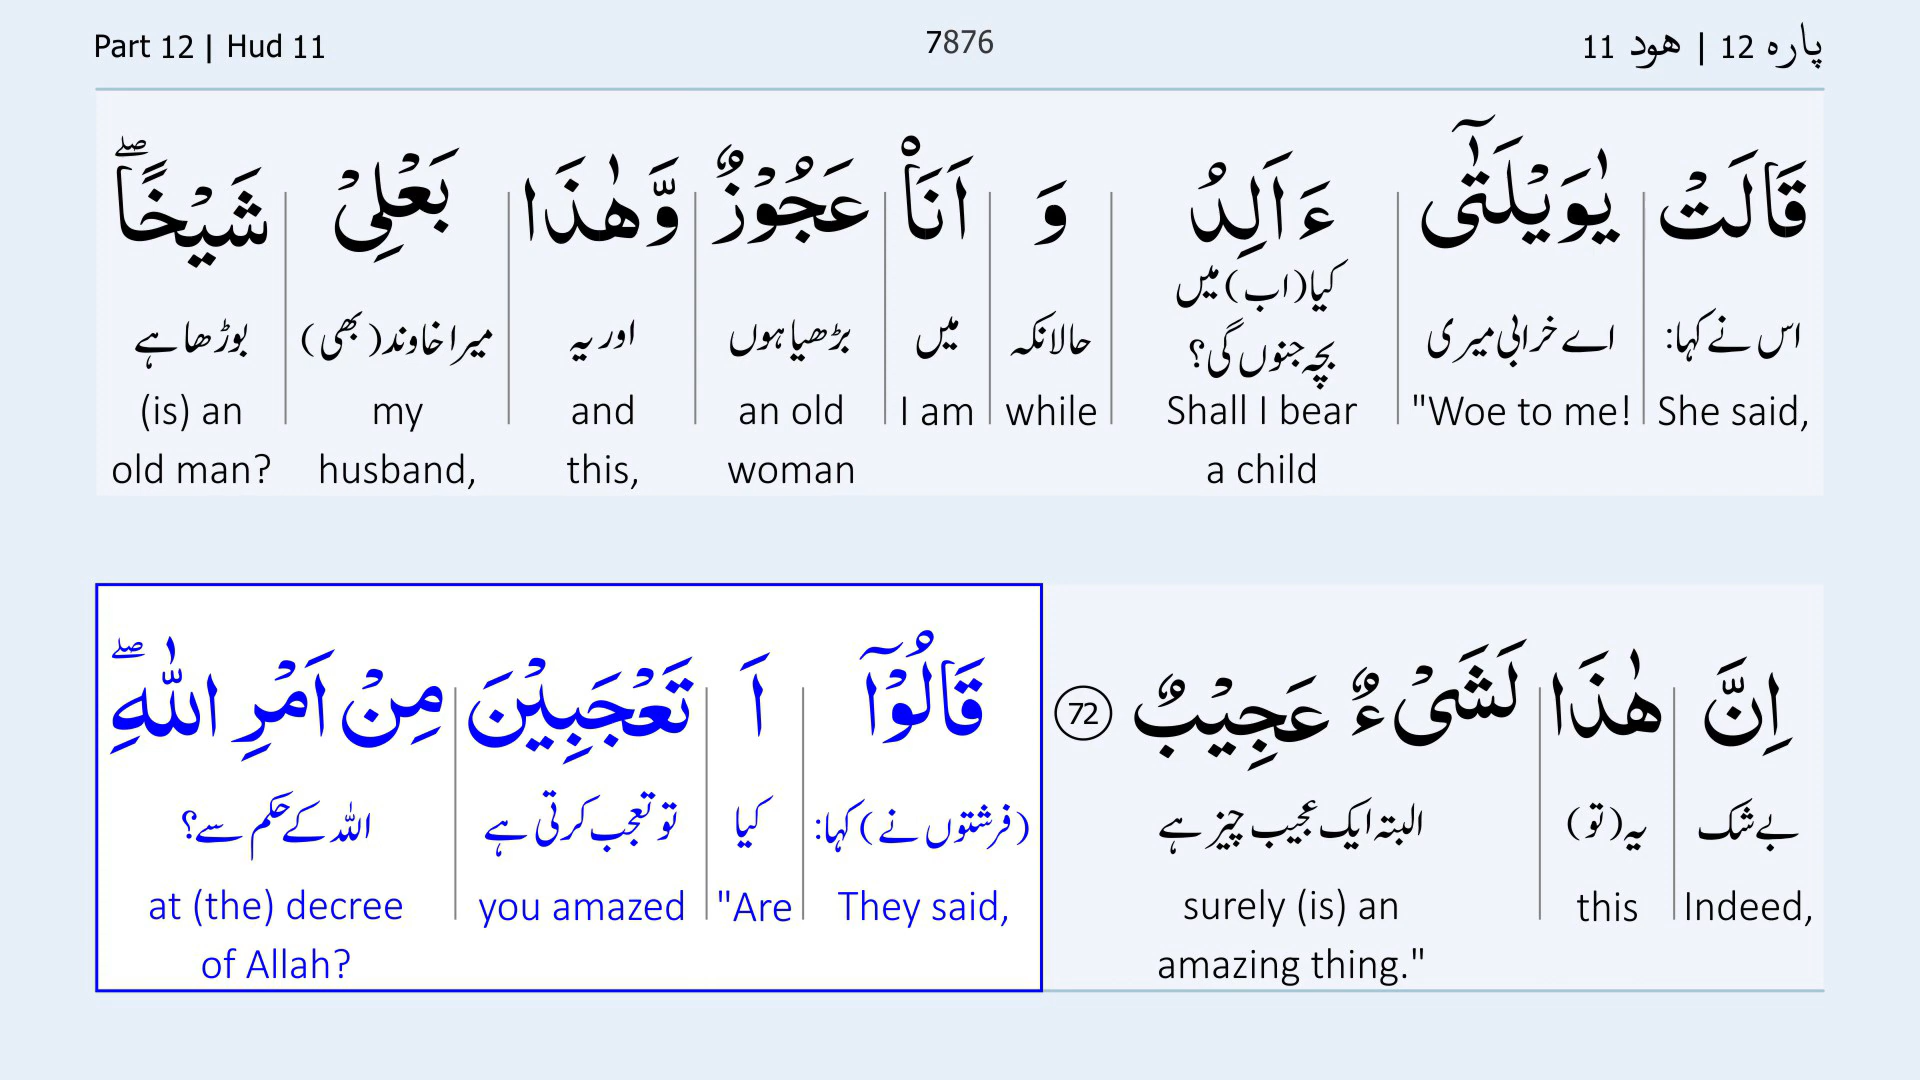 Part 12 | Hud 11 7876 پارہ 12 | ھود 11
قَالَتْ يٰوَيْلَتٰٓى ءَاَلِدُ وَ اَنَا۠ عَجُوْزٌ وَّهٰذَا بَعْلِيْ شَيْخًا ۖ
اس نے کہا: اے خرابی میری کیا (اب) میں بچہ جنوں گی؟ حالانکہ میں بڑھیا ہوں اور یہ میرا خاوند (بھی) بوڑھا ہے
She said, "Woe to me! Shall I bear a child while I am an old woman and this, my husband, (is) an old man?
اِنَّ هٰذَا لَشَيْءٌ عَجِيْبٌ 72 قَالُوْٓا اَ تَعْجَبِيْنَ مِنْ اَمْرِ اللّٰهِ ۖ
بے شک یہ (تو) البتہ ایک عجیب چیز ہے (فرشتوں نے) کہا: کیا تو تعجب کرتی ہے اللہ کے حکم سے؟
Indeed, this surely (is) an amazing thing." They said, "Are you amazed at (the) decree of Allah?